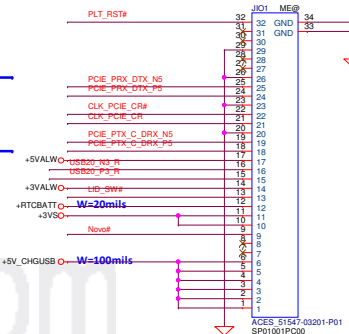 JIO1 ME@
PLT_RST#
32 32 GND 34
31 31 GND 33
30 30
29 29
28 28
27 27
26 26
PCIE_PRX_DTX_N5 25 25
PCIE_PRX_DTX_P5 24 24
23 23
CLK_PCIE_CR# 22 22
CLK_PCIE_CR 21 21
20 20
PCIE_PTX_C_DRX_N5 19 19
PCIE_PTX_C_DRX_P5 18 18
+5VALW 17 17
USB20_N3_R 16 16
USB20_P3_R 15 15
+3VALW LID_SW# 14 14
13 13
+RTCBATT W=20mils 12 12
+3VS 11 11
10 10
Novo# 9 9
8 8
7 7
+5V_CHGUSB W=100mils 6 6
5 5
4 4
3 3
2 2
1 1
ACES_51547-03201-P01
SP01001PC00
om